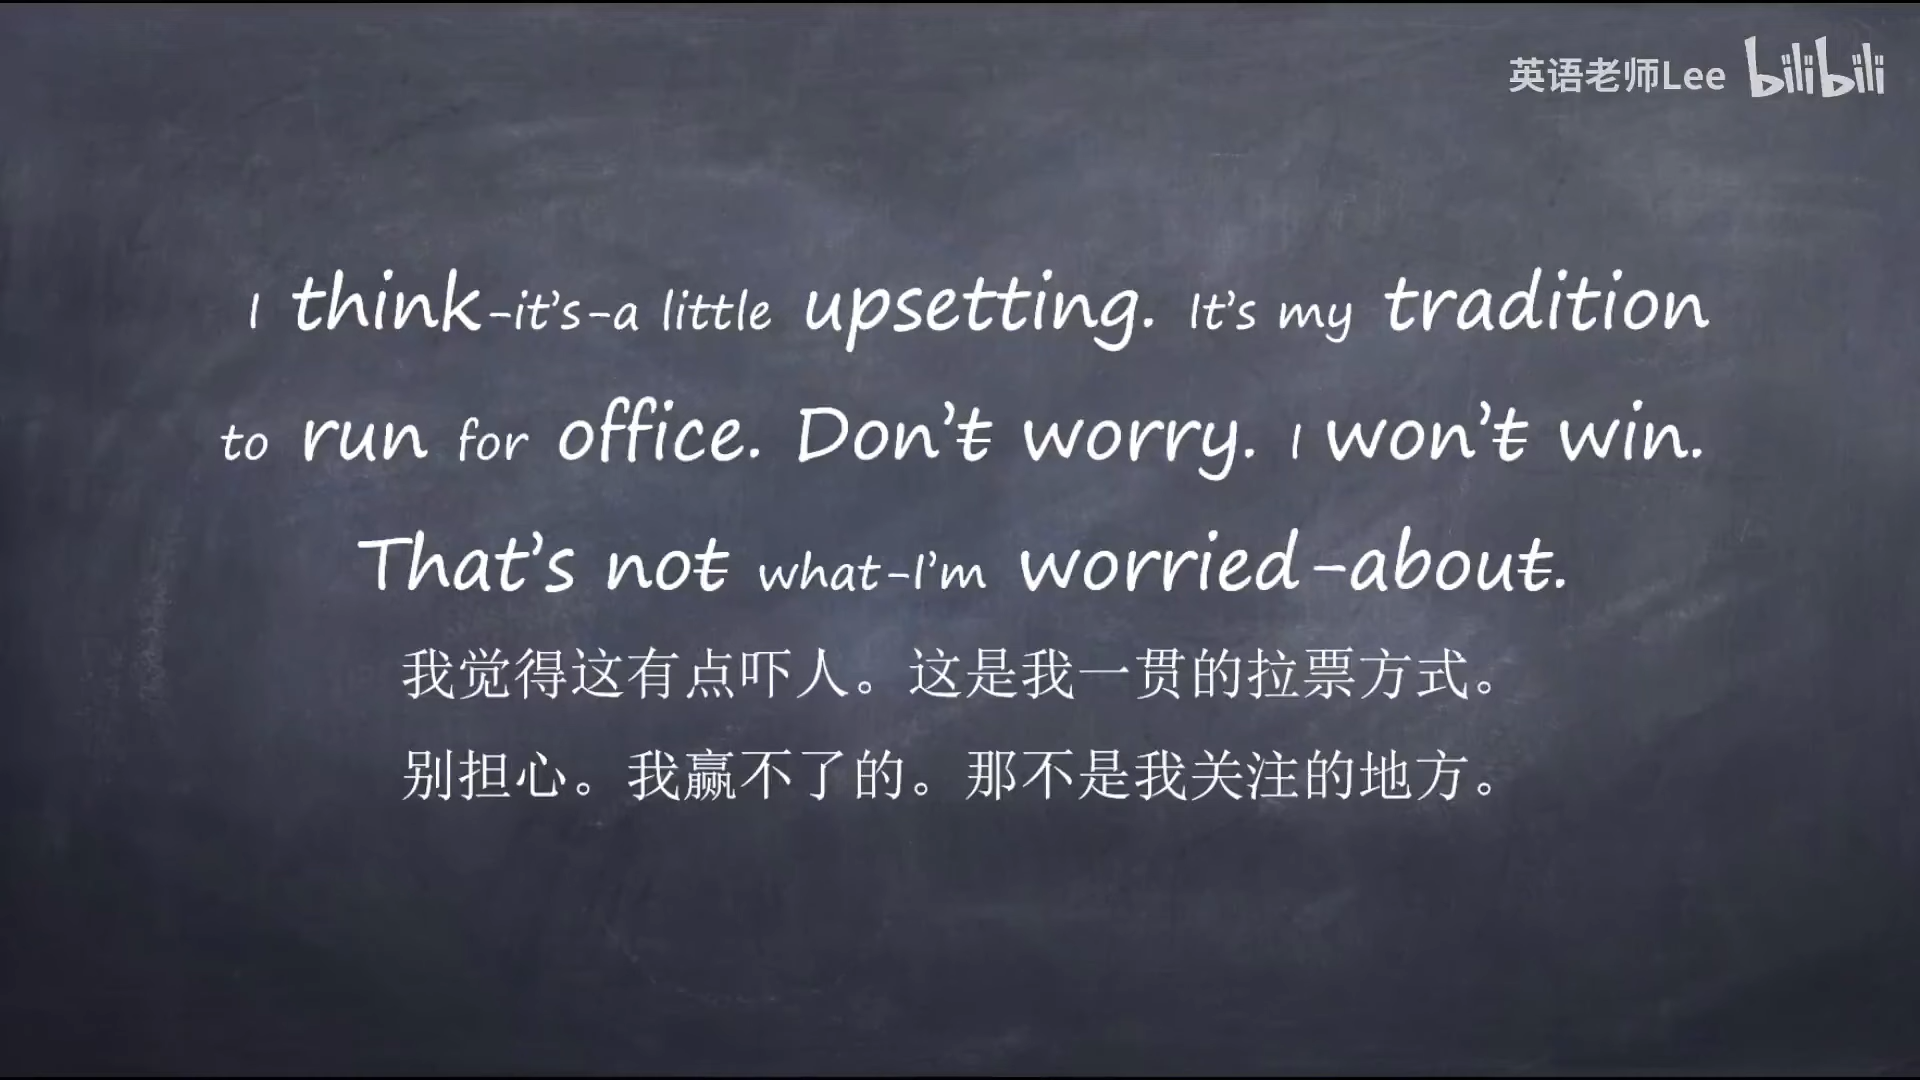 英语老师Lee bilibili
I think-it's-a little upsetting. It's my tradition
to run for office. Don't worry. I won't win.
That's not what-I'm worried-about.
我觉得这有点吓人。这是我一贯的拉票方式。
别担心。我赢不了的。那不是我关注的地方。